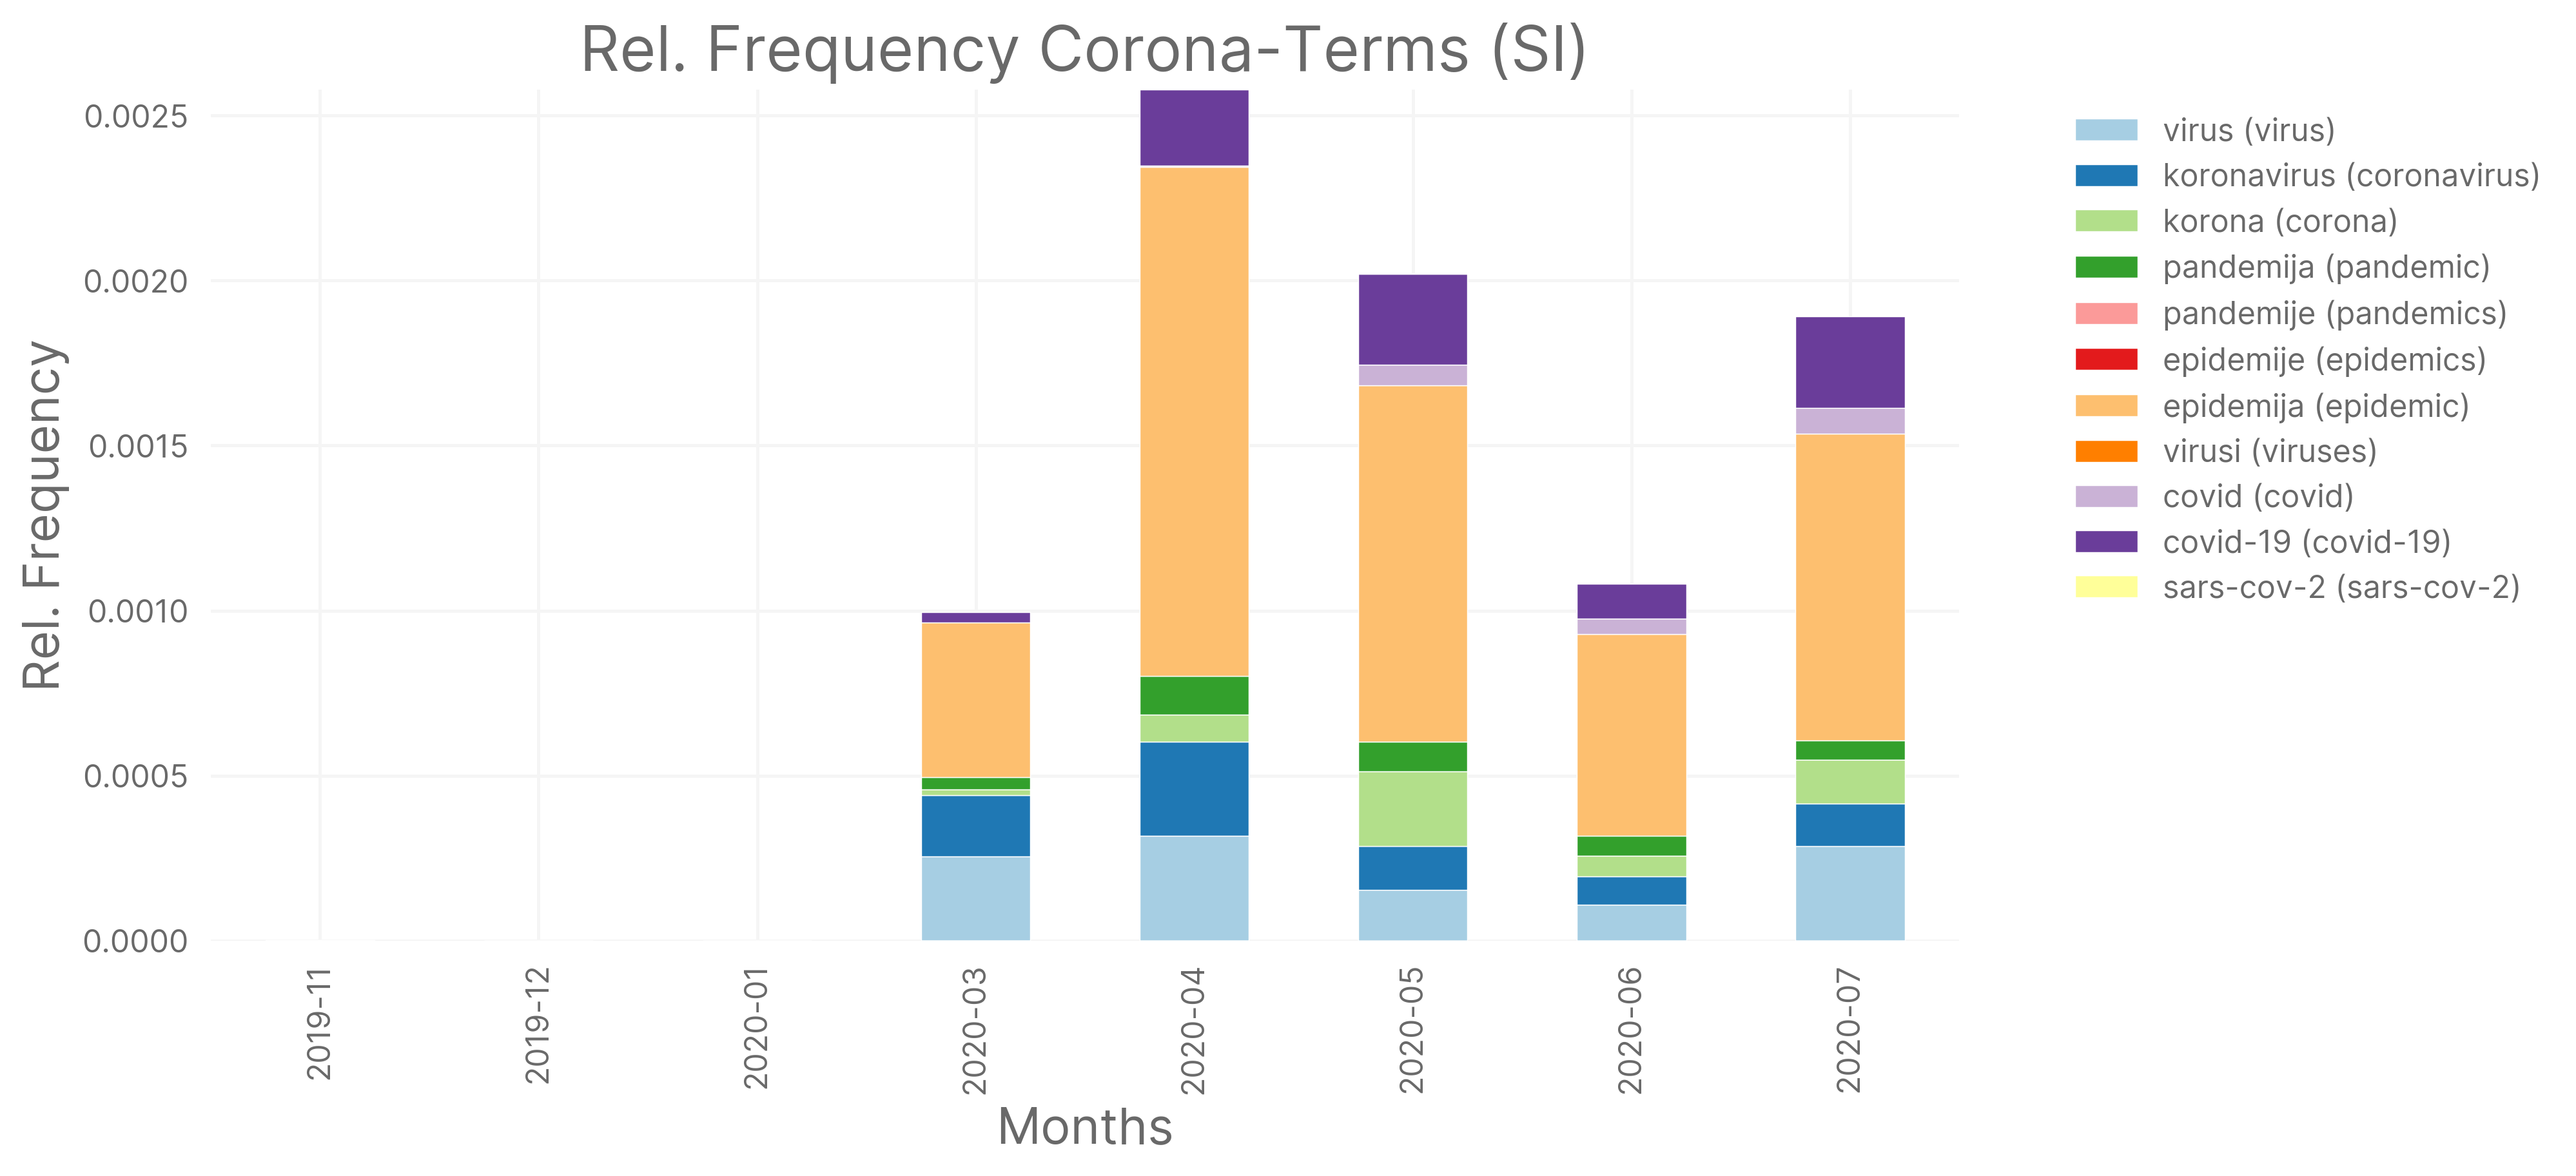 Rel. Frequency Corona-Terms (SI)
Rel. Frequency
0.0025
0.0020
0.0015
0.0010
0.0005
0.0000
2019-11
2019-12
2020-01
2020-03
2020-04
2020-05
2020-06
2020-07
Months
virus (virus)
koronavirus (coronavirus)
korona (corona)
pandemija (pandemic)
pandemije (pandemics)
epidemije (epidemics)
epidemija (epidemic)
virusi (viruses)
covid (covid)
covid-19 (covid-19)
sars-cov-2 (sars-cov-2)